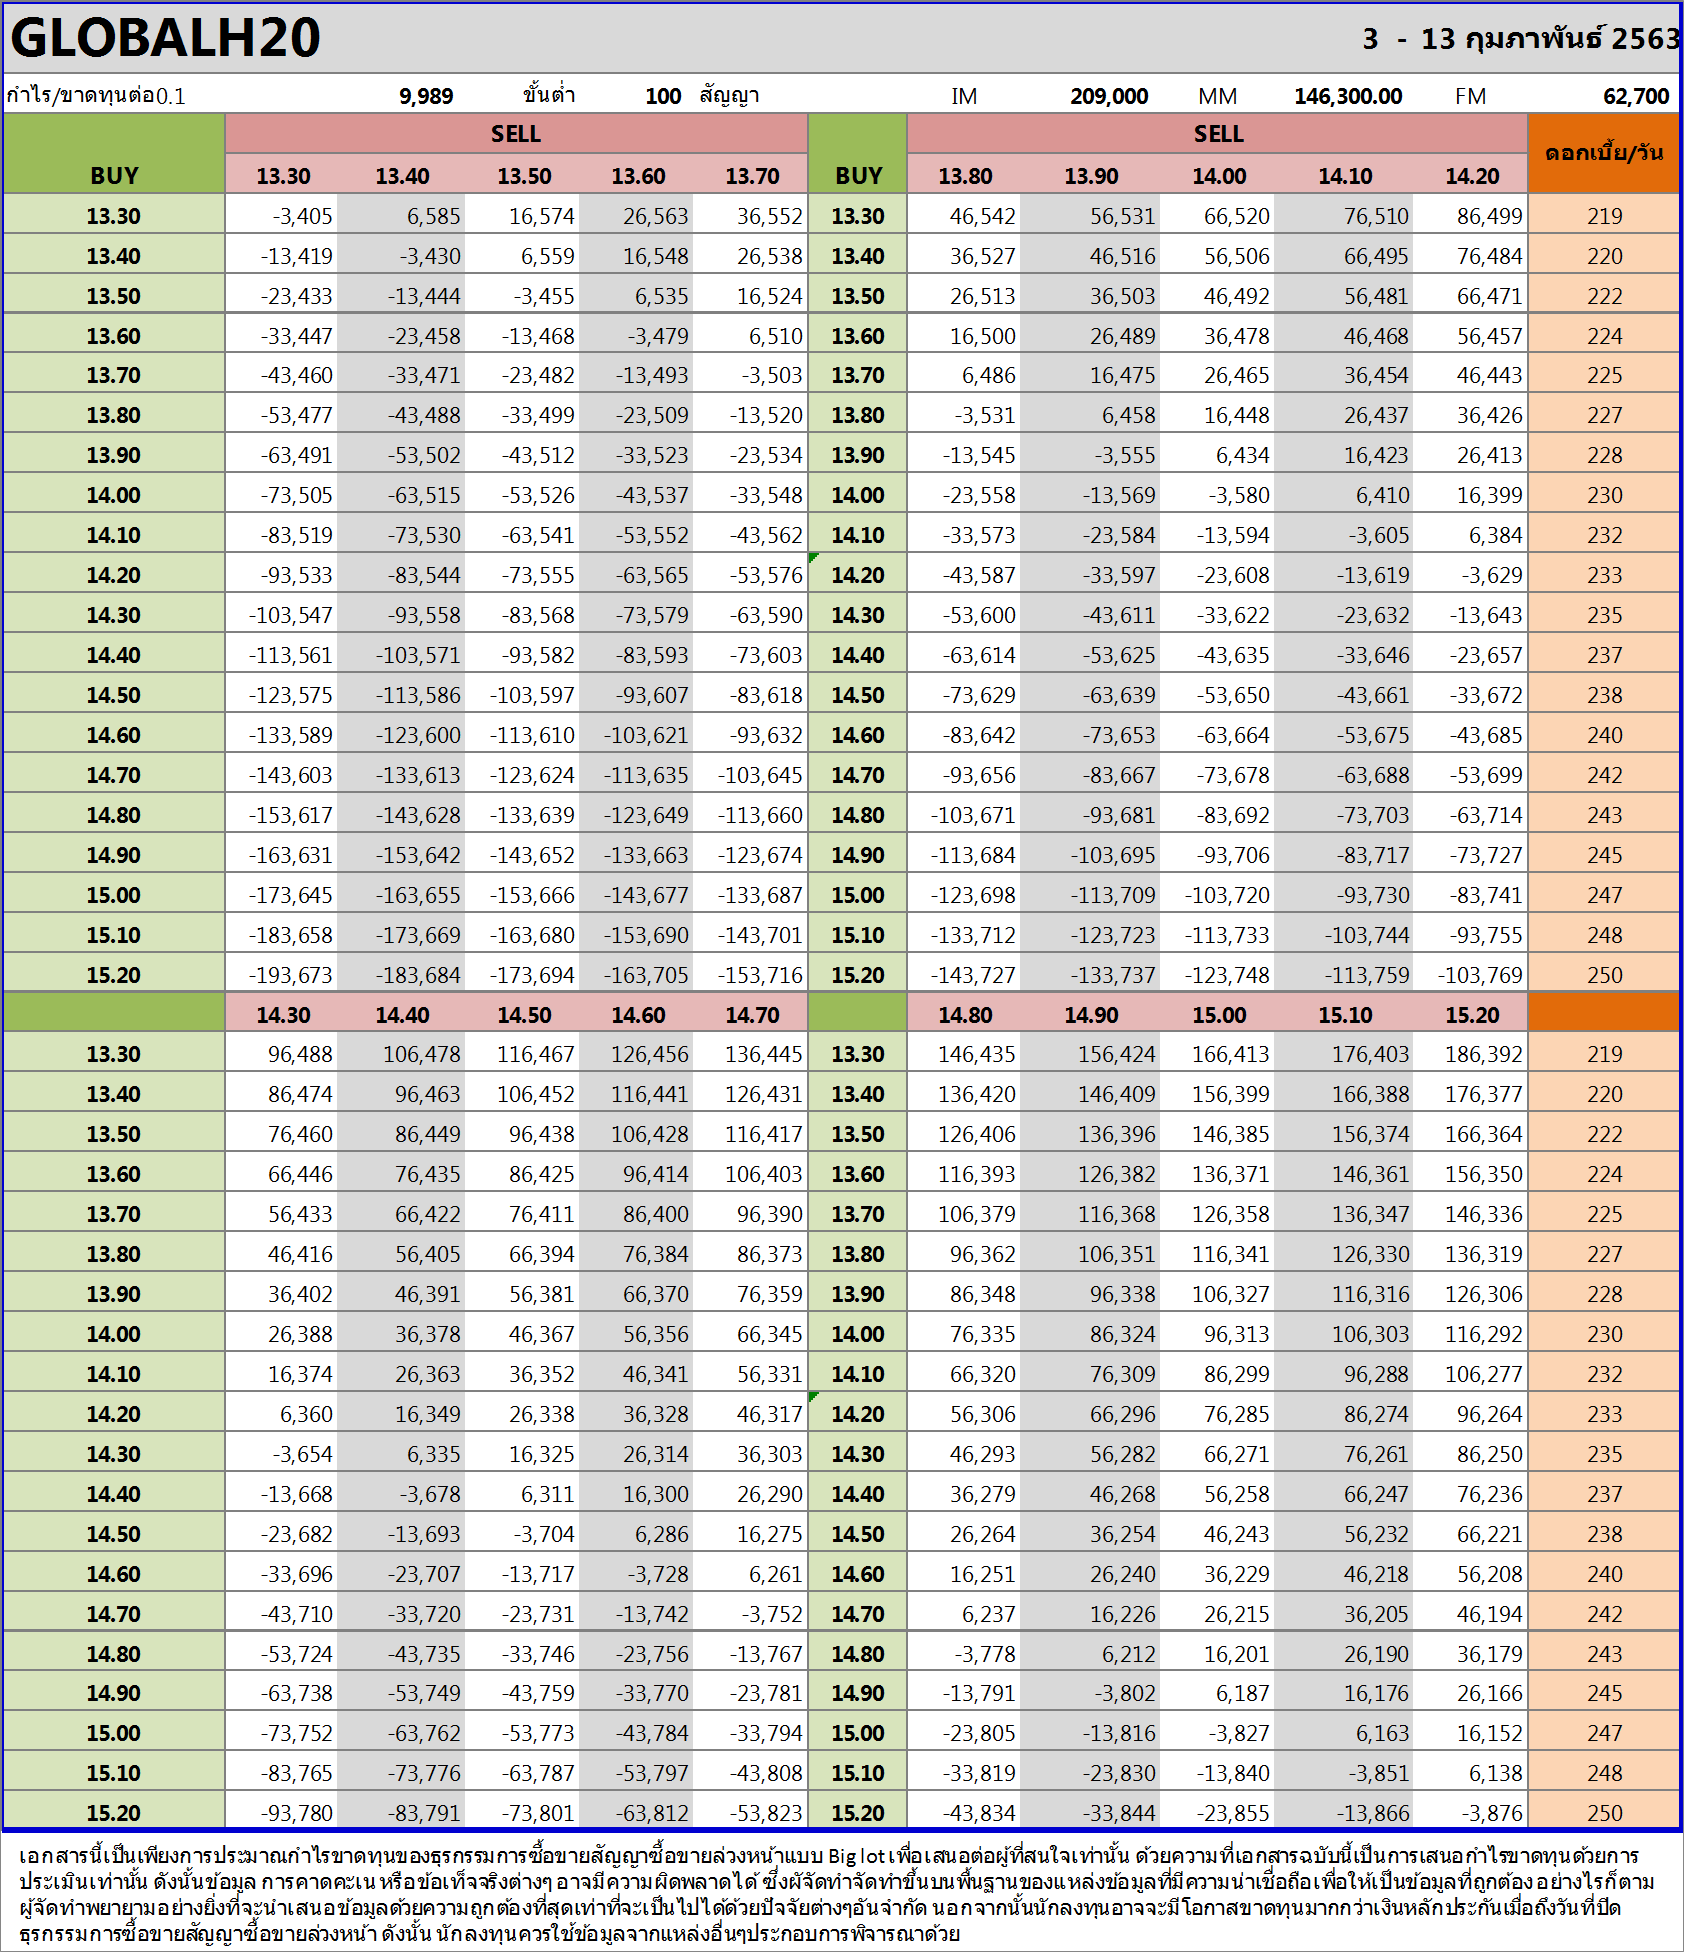 GLOBALH20 3 - 13 กุมภาพันธ์ 2563
กำไร/ขาดทุนต่อ0.1 9,989 ขั้นต่ำ 100 สัญญา IM 209,000 MM 146,300.00 FM 62,700
SELL SELL ดอกเบี้ย/วัน
BUY 13.30 13.40 13.50 13.60 13.70 BUY 13.80 13.90 14.00 14.10 14.20
13.30 -3,405 6,585 16,574 26,563 36,552 13.30 46,542 56,531 66,520 76,510 86,499 219
13.40 -13,419 -3,430 6,559 16,548 26,538 13.40 36,527 46,516 56,506 66,495 76,484 220
13.50 -23,433 -13,444 -3,455 6,535 16,524 13.50 26,513 36,503 46,492 56,481 66,471 222
13.60 -33,447 -23,458 -13,468 -3,479 6,510 13.60 16,500 26,489 36,478 46,468 56,457 224
13.70 -43,460 -33,471 -23,482 -13,493 -3,503 13.70 6,486 16,475 26,465 36,454 46,443 225
13.80 -53,477 -43,488 -33,499 -23,509 -13,520 13.80 -3,531 6,458 16,448 26,437 36,426 227
13.90 -63,491 -53,502 -43,512 -33,523 -23,534 13.90 -13,545 -3,555 6,434 16,423 26,413 228
14.00 -73,505 -63,515 -53,526 -43,537 -33,548 14.00 -23,558 -13,569 -3,580 6,410 16,399 230
14.10 -83,519 -73,530 -63,541 -53,552 -43,562 14.10 -33,573 -23,584 -13,594 -3,605 6,384 232
14.20 -93,533 -83,544 -73,555 -63,565 -53,576 14.20 -43,587 -33,597 -23,608 -13,619 -3,629 233
14.30 -103,547 -93,558 -83,568 -73,579 -63,590 14.30 -53,600 -43,611 -33,622 -23,632 -13,643 235
14.40 -113,561 -103,571 -93,582 -83,593 -73,603 14.40 -63,614 -53,625 -43,635 -33,646 -23,657 237
14.50 -123,575 -113,586 -103,597 -93,607 -83,618 14.50 -73,629 -63,639 -53,650 -43,661 -33,672 238
14.60 -133,589 -123,600 -113,610 -103,621 -93,632 14.60 -83,642 -73,653 -63,664 -53,675 -43,685 240
14.70 -143,603 -133,613 -123,624 -113,635 -103,645 14.70 -93,656 -83,667 -73,678 -63,688 -53,699 242
14.80 -153,617 -143,628 -133,639 -123,649 -113,660 14.80 -103,671 -93,681 -83,692 -73,703 -63,714 243
14.90 -163,631 -153,642 -143,652 -133,663 -123,674 14.90 -113,684 -103,695 -93,706 -83,717 -73,727 245
15.00 -173,645 -163,655 -153,666 -143,677 -133,687 15.00 -123,698 -113,709 -103,720 -93,730 -83,741 247
15.10 -183,658 -173,669 -163,680 -153,690 -143,701 15.10 -133,712 -123,723 -113,733 -103,744 -93,755 248
15.20 -193,673 -183,684 -173,694 -163,705 -153,716 15.20 -143,727 -133,737 -123,748 -113,759 -103,769 250
14.30 14.40 14.50 14.60 14.70 14.80 14.90 15.00 15.10 15.20
13.30 96,488 106,478 116,467 126,456 136,445 13.30 146,435 156,424 166,413 176,403 186,392 219
13.40 86,474 96,463 106,452 116,441 126,431 13.40 136,420 146,409 156,399 166,388 176,377 220
13.50 76,460 86,449 96,438 106,428 116,417 13.50 126,406 136,396 146,385 156,374 166,364 222
13.60 66,446 76,435 86,425 96,414 106,403 13.60 116,393 126,382 136,371 146,361 156,350 224
13.70 56,433 66,422 76,411 86,400 96,390 13.70 106,379 116,368 126,358 136,347 146,336 225
13.80 46,416 56,405 66,394 76,384 86,373 13.80 96,362 106,351 116,341 126,330 136,319 227
13.90 36,402 46,391 56,381 66,370 76,359 13.90 86,348 96,338 106,327 116,316 126,306 228
14.00 26,388 36,378 46,367 56,356 66,345 14.00 76,335 86,324 96,313 106,303 116,292 230
14.10 16,374 26,363 36,352 46,341 56,331 14.10 66,320 76,309 86,299 96,288 106,277 232
14.20 6,360 16,349 26,338 36,328 46,317 14.20 56,306 66,296 76,285 86,274 96,264 233
14.30 -3,654 6,335 16,325 26,314 36,303 14.30 46,293 56,282 66,271 76,261 86,250 235
14.40 -13,668 -3,678 6,311 16,300 26,290 14.40 36,279 46,268 56,258 66,247 76,236 237
14.50 -23,682 -13,693 -3,704 6,286 16,275 14.50 26,264 36,254 46,243 56,232 66,221 238
14.60 -33,696 -23,707 -13,717 -3,728 6,261 14.60 16,251 26,240 36,229 46,218 56,208 240
14.70 -43,710 -33,720 -23,731 -13,742 -3,752 14.70 6,237 16,226 26,215 36,205 46,194 242
14.80 -53,724 -43,735 -33,746 -23,756 -13,767 14.80 -3,778 6,212 16,201 26,190 36,179 243
14.90 -63,738 -53,749 -43,759 -33,770 -23,781 14.90 -13,791 -3,802 6,187 16,176 26,166 245
15.00 -73,752 -63,762 -53,773 -43,784 -33,794 15.00 -23,805 -13,816 -3,827 6,163 16,152 247
15.10 -83,765 -73,776 -63,787 -53,797 -43,808 15.10 -33,819 -23,830 -13,840 -3,851 6,138 248
15.20 -93,780 -83,791 -73,801 -63,812 -53,823 15.20 -43,834 -33,844 -23,855 -13,866 -3,876 250
เอกสารนี้เป็นเพียงการประมาณกำไรขาดทุนของธุรกรรมการซื้อขายสัญญาซื้อขายล่วงหน้าแบบ Big lot เพื่อเสนอต่อผู้ที่สนใจเท่านั้น ด้วยความที่เอกสารฉบับนี้เป็นการเสนอกำไรขาดทุนด้วยการ
ประเมินเท่านั้น ดังนั้นข้อมูล การคาดคะเน หรือข้อเท็จจริงต่างๆ อาจมีความผิดพลาดได้ ซึ่งผู้จัดทำจัดทำขึ้นบนพื้นฐานของแหล่งข้อมูลที่มีความน่าเชื่อถือเพื่อให้เป็นข้อมูลที่ถูกต้อง อย่างไรก็ตาม
ผู้จัดทำพยายามอย่างยิ่งที่จะนำเสนอข้อมูลด้วยความถูกต้องที่สุดเท่าที่จะเป็นไปได้ด้วยปัจจัยต่างๆอันจำกัด นอกจากนั้นนักลงทุนอาจจะมีโอกาสขาดทุนมากกว่าเงินหลักประกันเมื่อถึงวันที่ปิด
ธุรกรรมการซื้อขายสัญญาซื้อขายล่วงหน้า ดังนั้น นักลงทุนควรใช้ข้อมูลจากแหล่งอื่นๆประกอบการพิจารณาด้วย